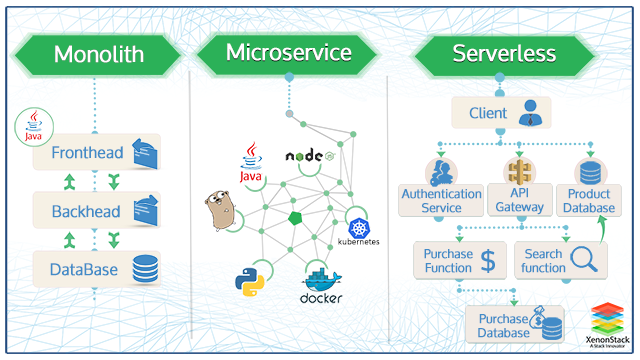 Monolith
Java
Fronthead
Backhead
DataBase
Microservice
Java
node
JS
kubernetes
docker
Serverless
Client
Authentication
Service
API
Gateway
Product
Database
Purchase
Function
$
Search
function
Purchase
Database
$
XenonStack
A Stack Innovator